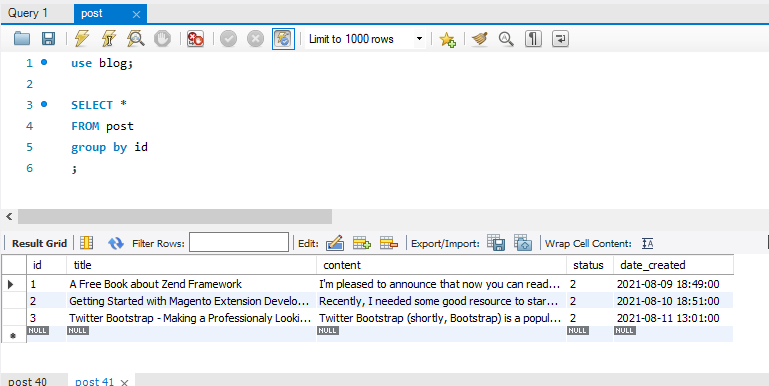 Query 1 post
Limit to 1000 rows
1 use blog;
2
3 SELECT *
4 FROM post
5 group by id
6 ;
Result Grid Filter Rows: Edit: Export/Import: Wrap Cell Content:
id title content status date_created
1 A Free Book about Zend Framework I'm pleased to announce that now you can read... 2 2021-08-09 18:49:00
2 Getting Started with Magento Extension Develo... Recently, I needed some good resource to star... 2 2021-08-10 18:51:00
3 Twitter Bootstrap - Making a Professionaly Looki... Twitter Bootstrap (shortly, Bootstrap) is a popul... 2 2021-08-11 13:01:00
NULL NULL NULL NULL NULL
post 40 post 41